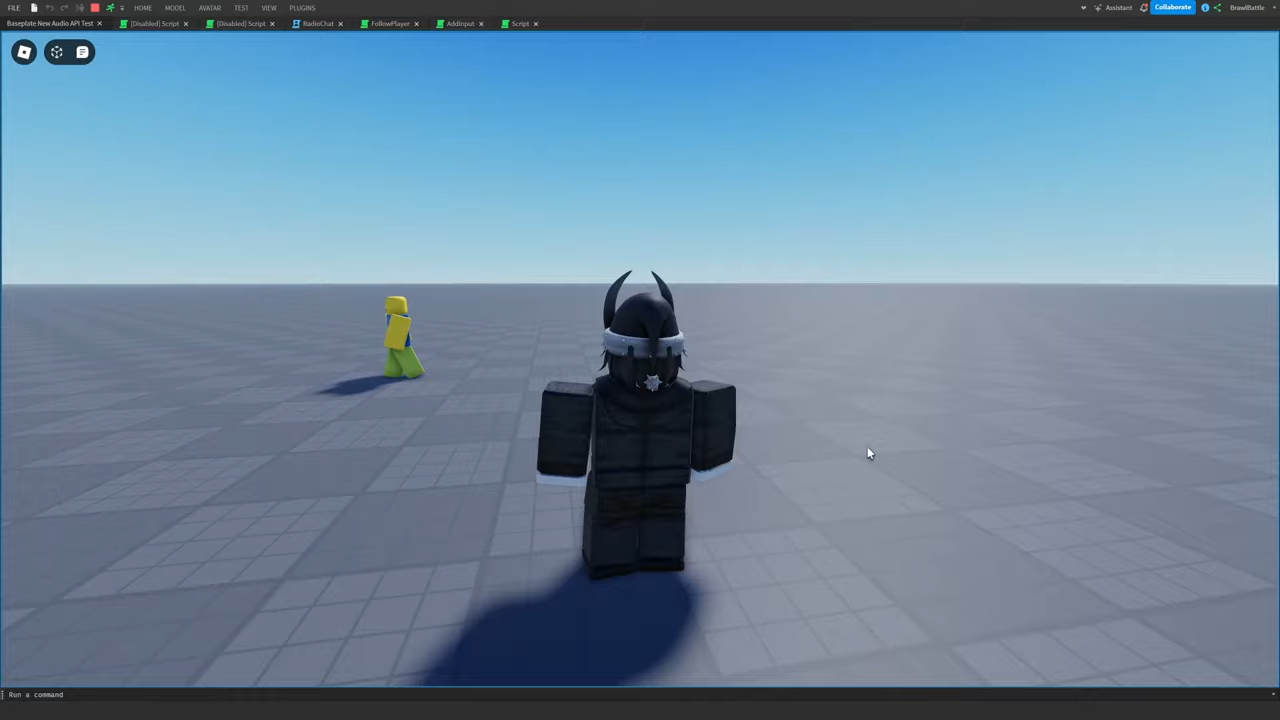 FILE HOME MODEL AVATAR TEST VIEW PLUGINS Assistant Collaborate BrawlBattle
Baseplate New Audio API Test [Disabled] Script [Disabled] Script RadioChat FollowPlayer AddInput Script
Run a command